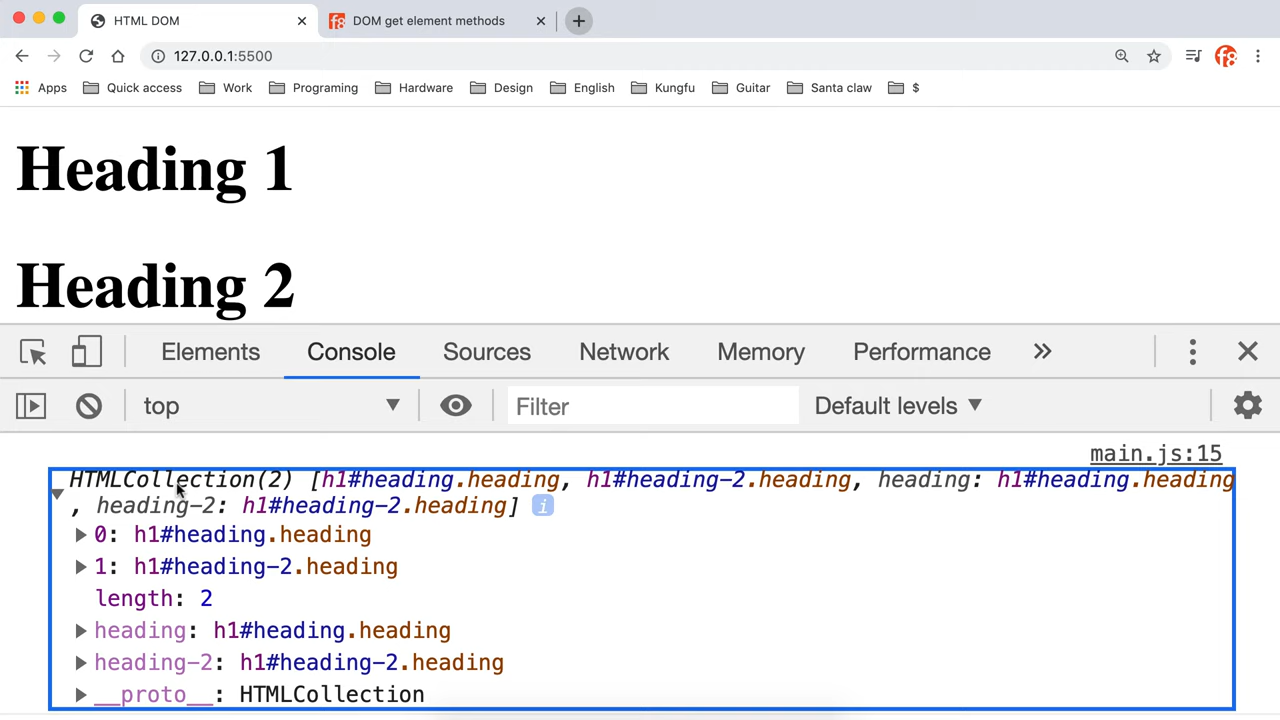 HTML DOM
f8 DOM get element methods
127.0.0.1:5500
f8
Apps Quick access Work Programing Hardware Design English Kungfu Guitar Santa claw $
Heading 1
Heading 2
Elements Console Sources Network Memory Performance
top Filter Default levels
main.js:15
HTMLCollection(2) [h1#heading.heading, h1#heading-2.heading, heading: h1#heading.heading
, heading-2: h1#heading-2.heading] i
0: h1#heading.heading
1: h1#heading-2.heading
length: 2
heading: h1#heading.heading
heading-2: h1#heading-2.heading
__proto__: HTMLCollection